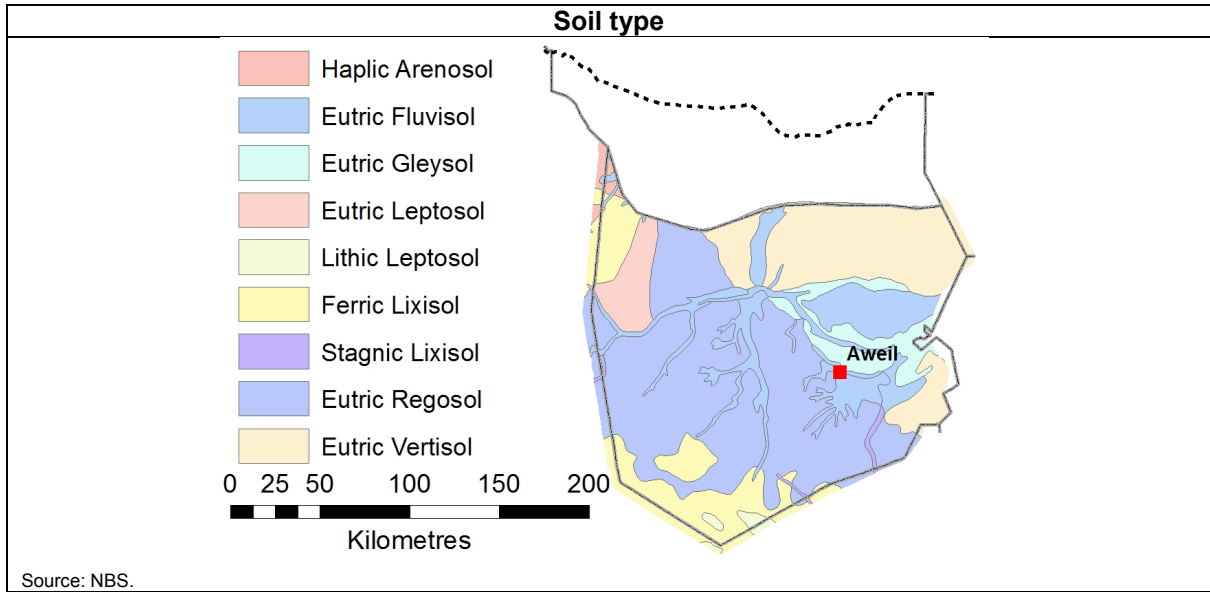 Soil type
Haplic Arenosol
Eutric Fluvisol
Eutric Gleysol
Eutric Leptosol
Lithic Leptosol
Ferric Lixisol
Stagnic Lixisol
Eutric Regosol
Eutric Vertisol
0 25 50 100 150 200
Kilometres
Aweil
Source: NBS.